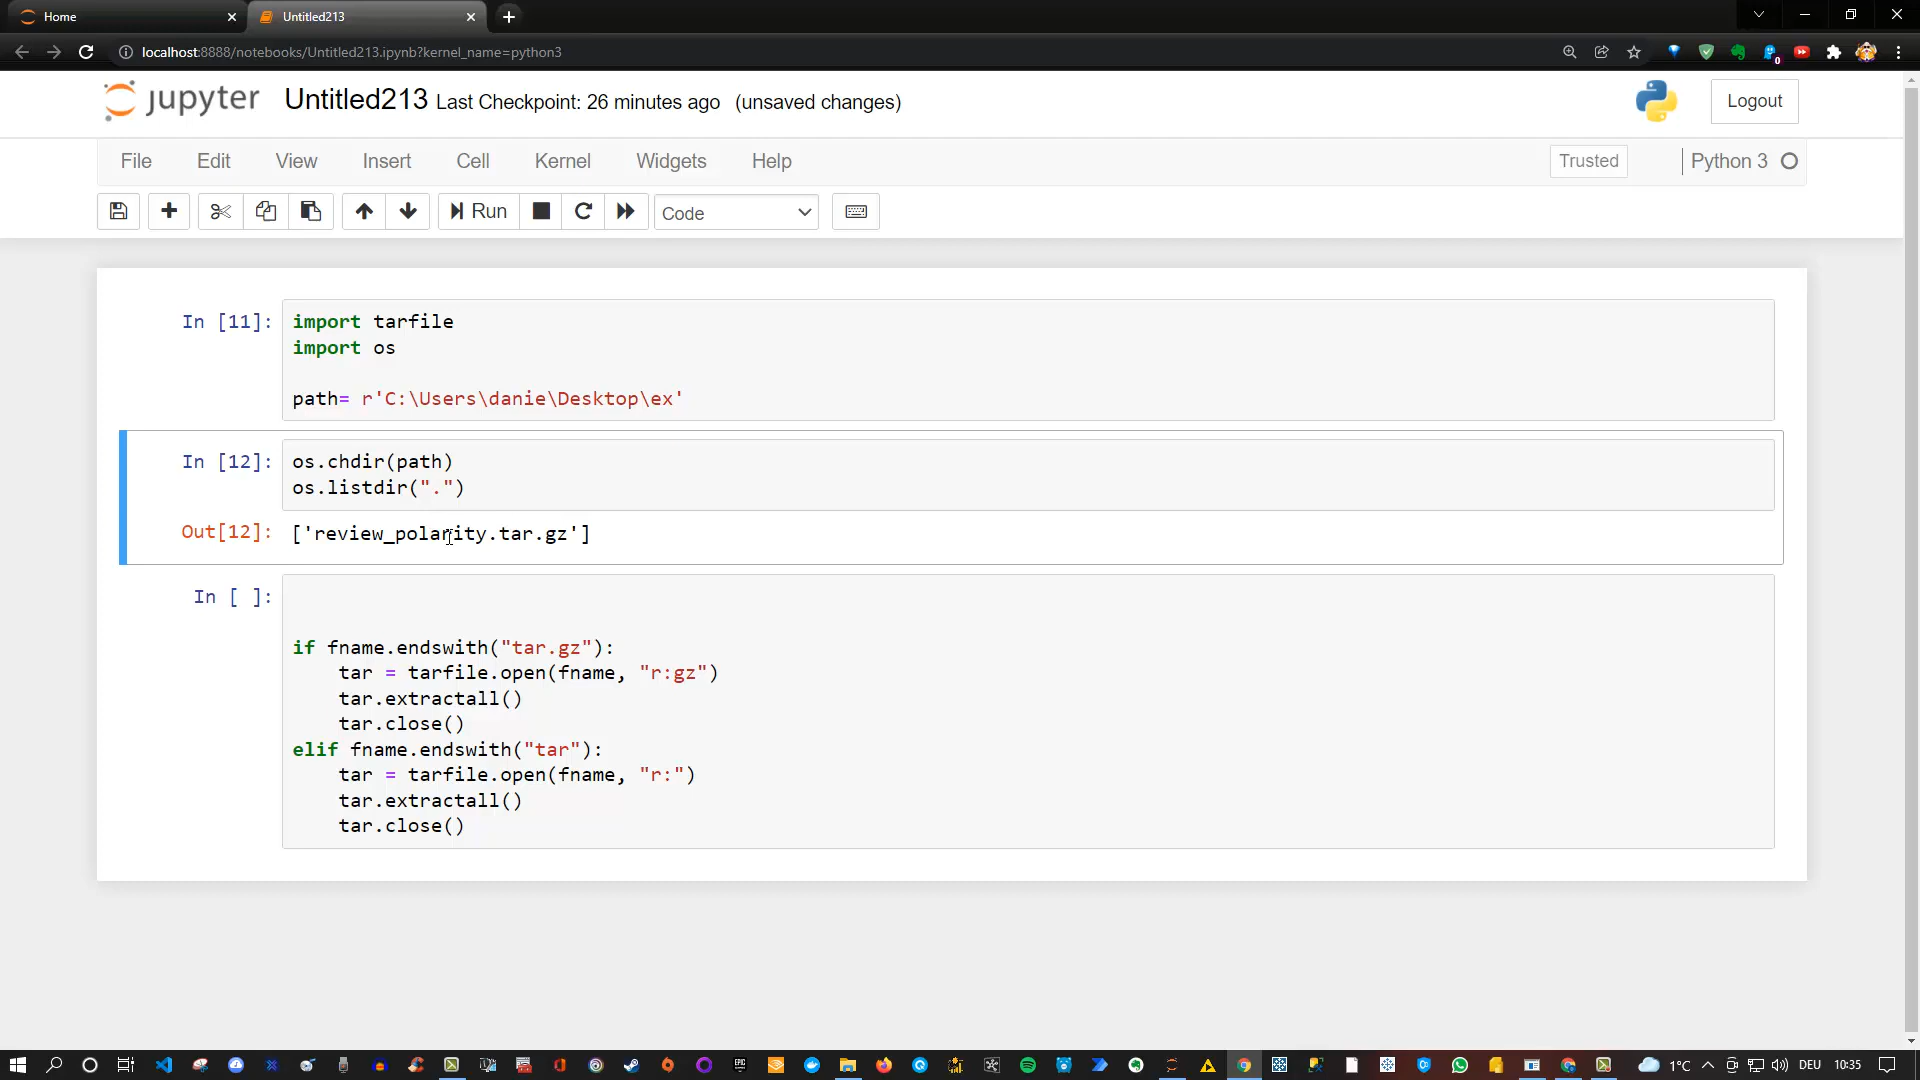 Home
Untitled213
localhost:8888/notebooks/Untitled213.ipynb?kernel_name=python3
0
jupyter Untitled213 Last Checkpoint: 26 minutes ago (unsaved changes)
Logout
File Edit View Insert Cell Kernel Widgets Help
Trusted
Python 3
Run
Code
In [11]:
import tarfile
import os
path= r'C:\Users\danie\Desktop\ex'
In [12]:
os.chdir(path)
os.listdir(".")
Out[12]: ['review_polarity.tar.gz']
In [ ]:
if fname.endswith("tar.gz"):
tar = tarfile.open(fname, "r:gz")
tar.extractall()
tar.close()
elif fname.endswith("tar"):
tar = tarfile.open(fname, "r:")
tar.extractall()
tar.close()
1°C
DEU
10:35